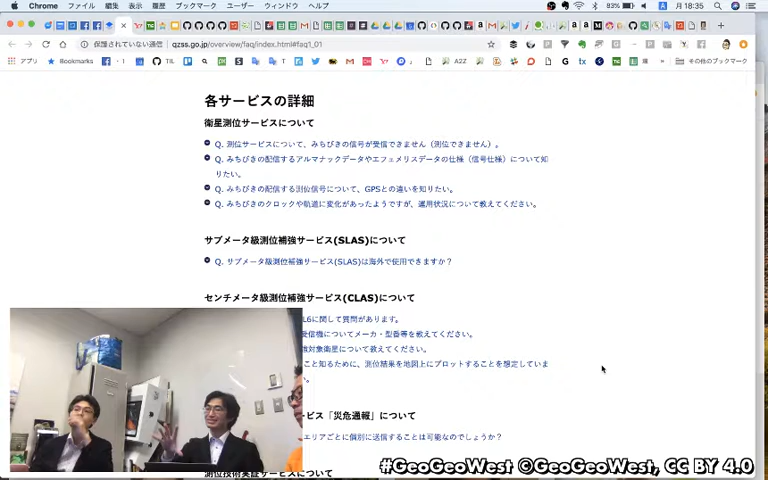 Chrome ファイル 編集 表示 履歴 ブックマーク ユーザー ウィンドウ ヘルプ 93% 月 18:35
保護されていない通信 qzss.go.jp/overview/faq/index.html#faq1_01
アプリ Bookmarks TIL A2Z その他のブックマーク
各サービスの詳細
衛星測位サービスについて
Q. 測位サービスについて、みちびきの信号が受信できません（測位できません）。
Q. みちびきの配信するアルマナックデータやエフェメリスデータの仕様（信号仕様）について知
りたい。
Q. みちびきの配信する測位信号について、GPSとの違いを知りたい。
Q. みちびきのクロックや軌道に変化があったようですが、運用状況について教えてください。
サブメータ級測位補強サービス(SLAS)について
Q. サブメータ級測位補強サービス(SLAS)は海外で使用できますか？
センチメータ級測位補強サービス(CLAS)について
L6に関して質問があります。
受信機についてメーカ・型番等を教えてください。
対象衛星について教えてください。
こと知るために、測位結果を地図上にプロットすることを想定していま
。
ービス「災危通報」について
エリアごとに個別に送信することは可能なのでしょうか？
測位技術実証サービスについて
#GeoGeoWest ©GeoGeoWest, CC BY 4.0